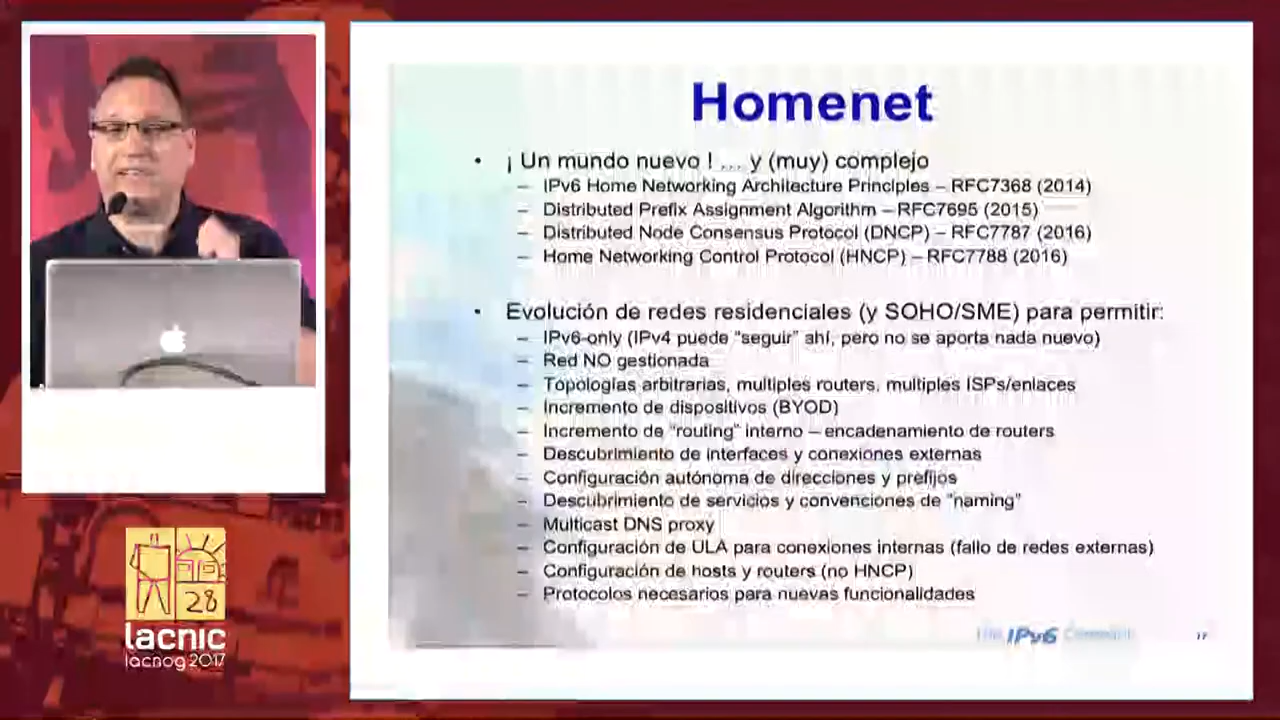 Homenet
• ¡ Un mundo nuevo ! ... y (muy) complejo
– IPv6 Home Networking Architecture Principles – RFC7368 (2014)
– Distributed Prefix Assignment Algorithm – RFC7695 (2015)
– Distributed Node Consensus Protocol (DNCP) – RFC7787 (2016)
– Home Networking Control Protocol (HNCP) – RFC7788 (2016)
• Evolución de redes residenciales (y SOHO/SME) para permitir:
– IPv6-only (IPv4 puede "seguir" ahí, pero no se aporta nada nuevo)
– Red NO gestionada
– Topologías arbitrarias, multiples routers, multiples ISPs/enlaces
– Incremento de dispositivos (BYOD)
– Incremento de "routing" interno – encadenamiento de routers
– Descubrimiento de interfaces y conexiones externas
– Configuración autónoma de direcciones y prefijos
– Descubrimiento de servicios y convenciones de "naming"
– Multicast DNS proxy
– Configuración de ULA para conexiones internas (fallo de redes externas)
– Configuración de hosts y routers (no HNCP)
– Protocolos necesarios para nuevas funcionalidades
The IPv6 Company
28
lacnic
lacnog 2017